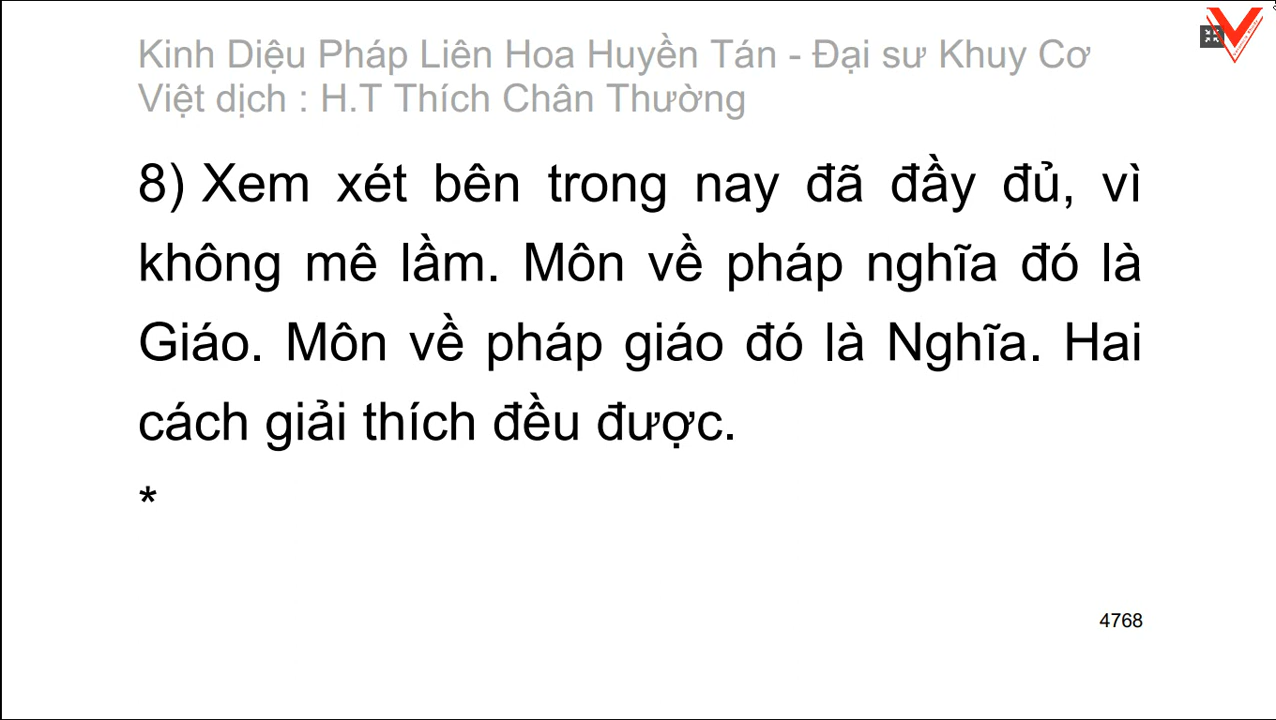 Kinh Diệu Pháp Liên Hoa Huyền Tán - Đại sư Khuy Cơ
Việt dịch : H.T Thích Chân Thường
8) Xem xét bên trong nay đã đầy đủ, vì
không mê lầm. Môn về pháp nghĩa đó là
Giáo. Môn về pháp giáo đó là Nghĩa. Hai
cách giải thích đều được.
*
4768